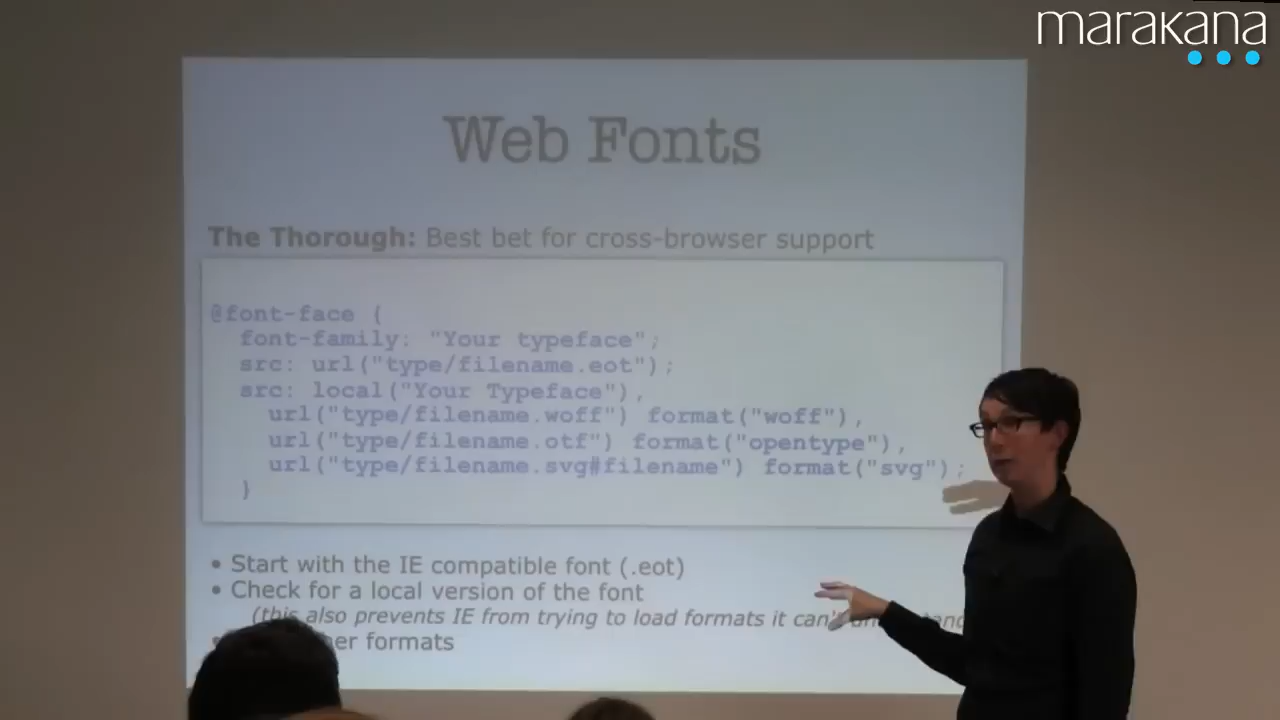 marakana
Web Fonts
The Thorough: Best bet for cross-browser support
@font-face {
font-family: "Your typeface";
src: url("type/filename.eot");
src: local("Your Typeface"),
url("type/filename.woff") format("woff"),
url("type/filename.otf") format("opentype"),
url("type/filename.svg#filename") format("svg");
}
• Start with the IE compatible font (.eot)
• Check for a local version of the font
(this also prevents IE from trying to load formats it can't
formats